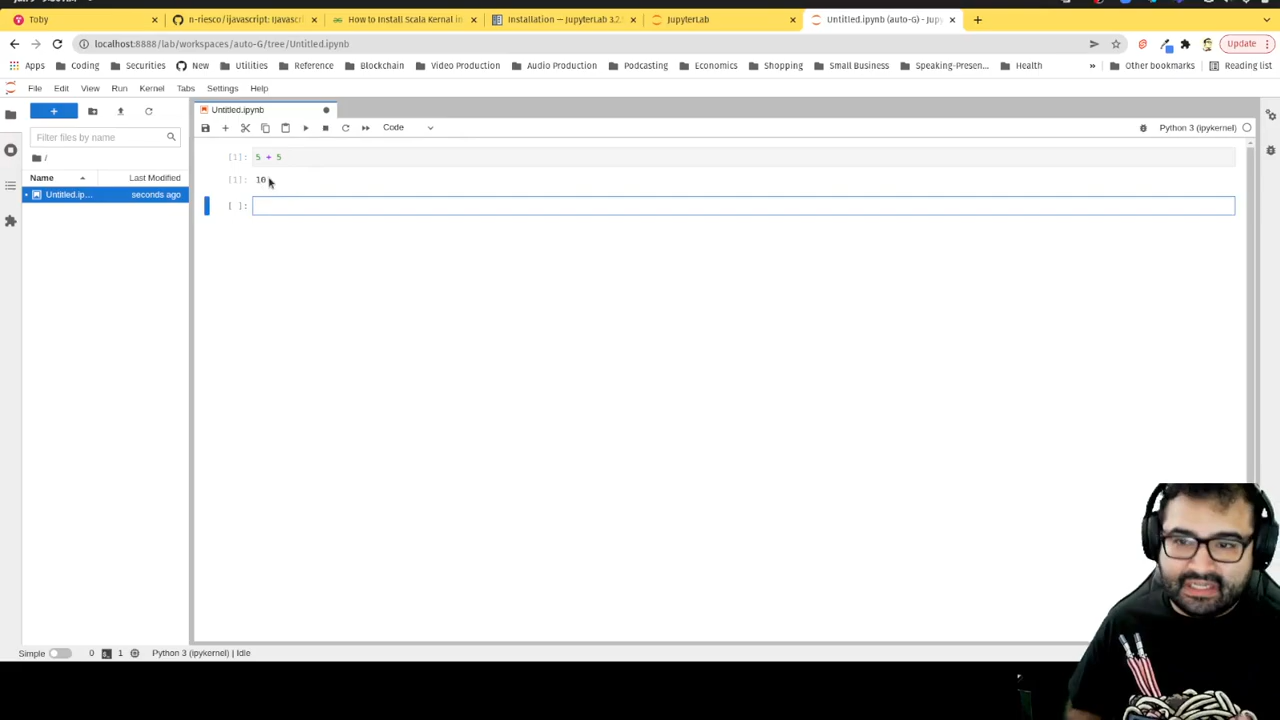 Toby
n-riesco/ijavascript: IJavascri
How to Install Scala Kernel in
Installation — JupyterLab 3.2.
JupyterLab
Untitled.ipynb (auto-G) - Jup
localhost:8888/lab/workspaces/auto-G/tree/Untitled.ipynb
Update
Apps Coding Securities New Utilities Reference Blockchain Video Production Audio Production Podcasting Economics Shopping Small Business Speaking-Presen... Health » Other bookmarks Reading list
File Edit View Run Kernel Tabs Settings Help
Untitled.ipynb
Filter files by name
Code
Python 3 (ipykernel)
/
Name Last Modified
Untitled.ip... seconds ago
[1]: 5 + 5
[1]: 10
[ ]:
Simple 0 1 Python 3 (ipykernel) | Idle